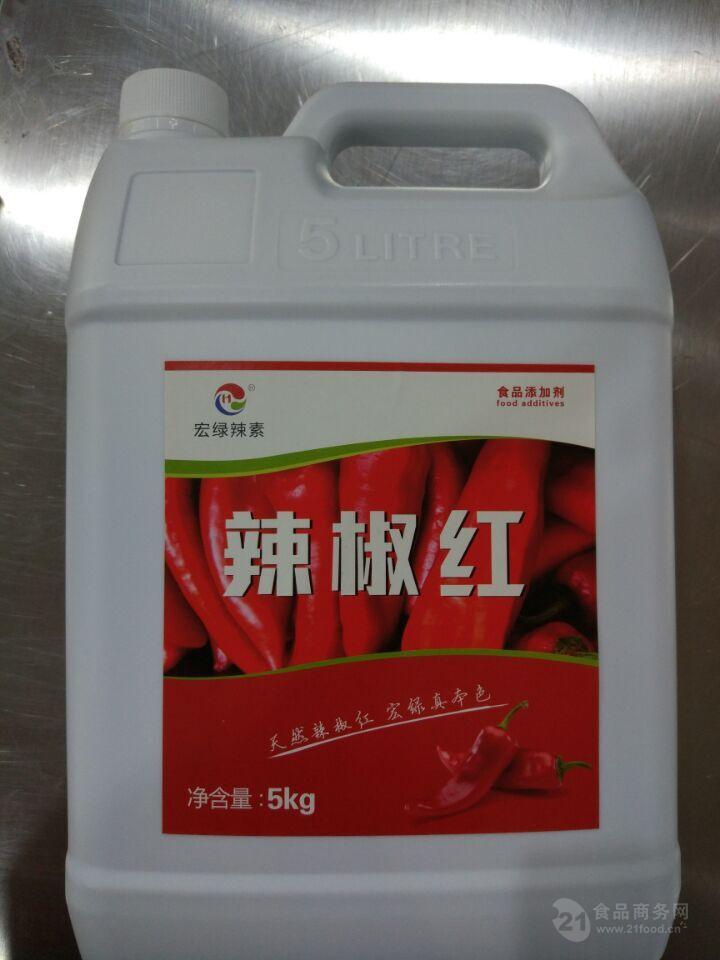 5 LITRE
H
®
宏绿辣素
食品添加剂
food additives
辣椒红
天然辣椒红 宏绿真本色
净含量:5kg
21 食品商务网
www.21food.cn